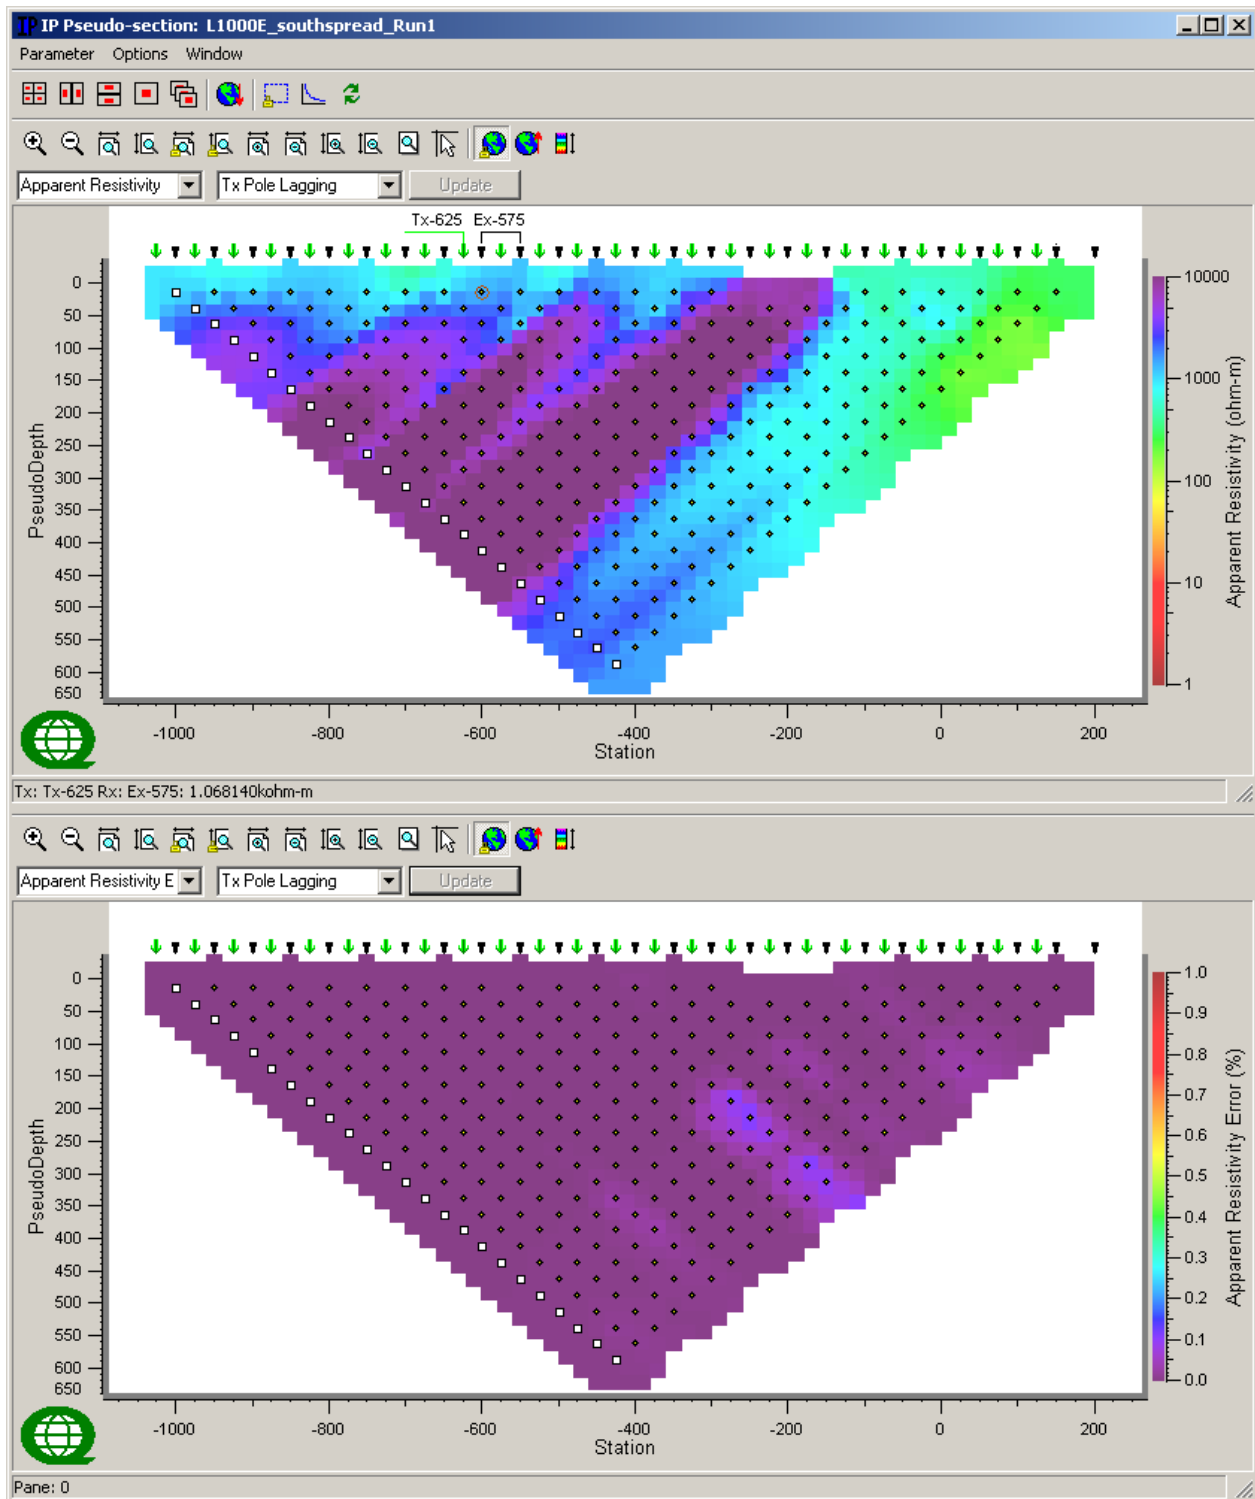 IP Pseudo-section: L1000E_southspread_Run1
Parameter Options Window
Apparent Resistivity Tx Pole Lagging Update
Tx-625 Ex-575
0
50
100
150
200
250
300
350
400
450
500
550
600
650
PseudoDepth
10000
1000
100
10
1
Apparent Resistivity (ohm-m)
-1000 -800 -600 -400 -200 0 200
Station
Tx: Tx-625 Rx: Ex-575: 1.068140kohm-m
Apparent Resistivity E Tx Pole Lagging Update
0
50
100
150
200
250
300
350
400
450
500
550
600
650
PseudoDepth
1.0
0.9
0.8
0.7
0.6
0.5
0.4
0.3
0.2
0.1
0.0
Apparent Resistivity Error (%)
-1000 -800 -600 -400 -200 0 200
Station
Pane: 0